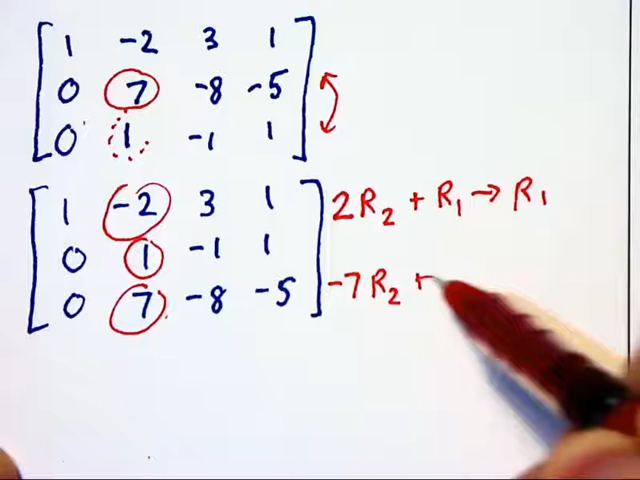 1 -2 3 1
0 7 -8 -5
0 1 -1 1
1 -2 3 1 2R₂ + R₁ → R₁
0 1 -1 1
0 7 -8 -5 -7R₂ +